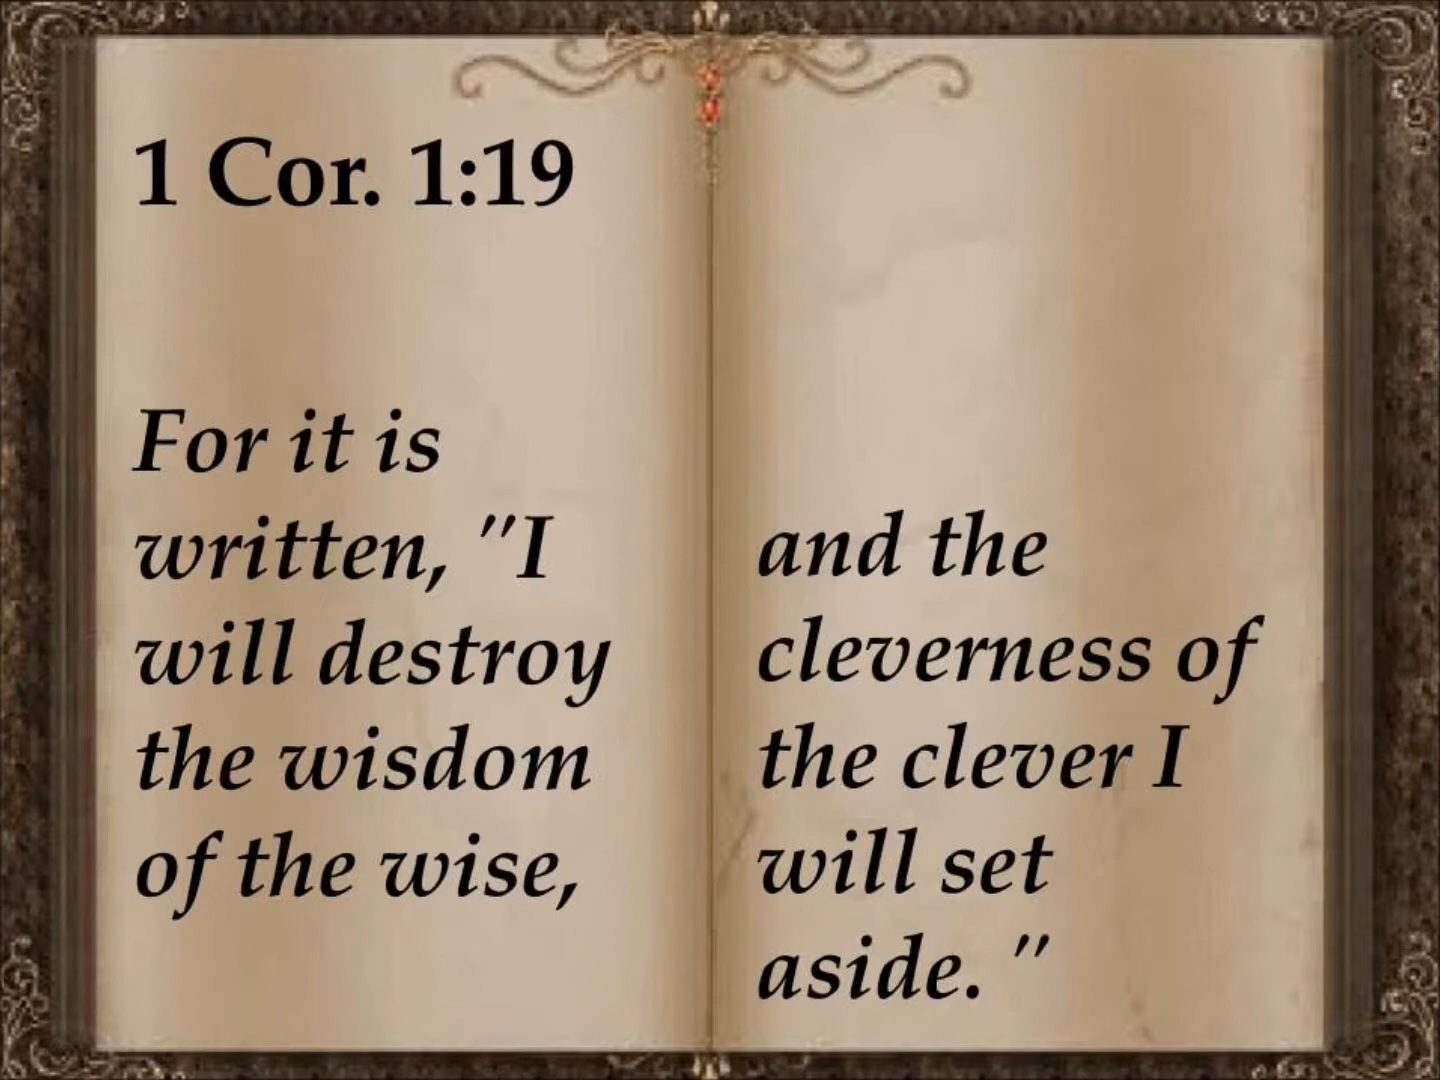 1 Cor. 1:19
For it is
written, "I
will destroy
the wisdom
of the wise,
and the
cleverness of
the clever I
will set
aside. "